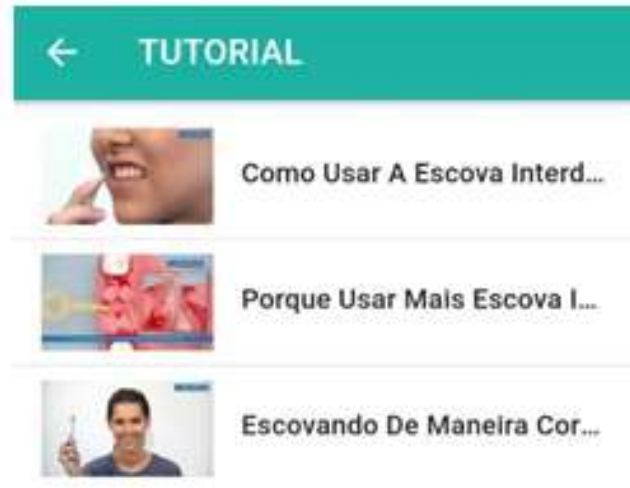 TUTORIAL
Como Usar A Escova Interd...
Porque Usar Mais Escova I...
Escovando De Maneira Cor...